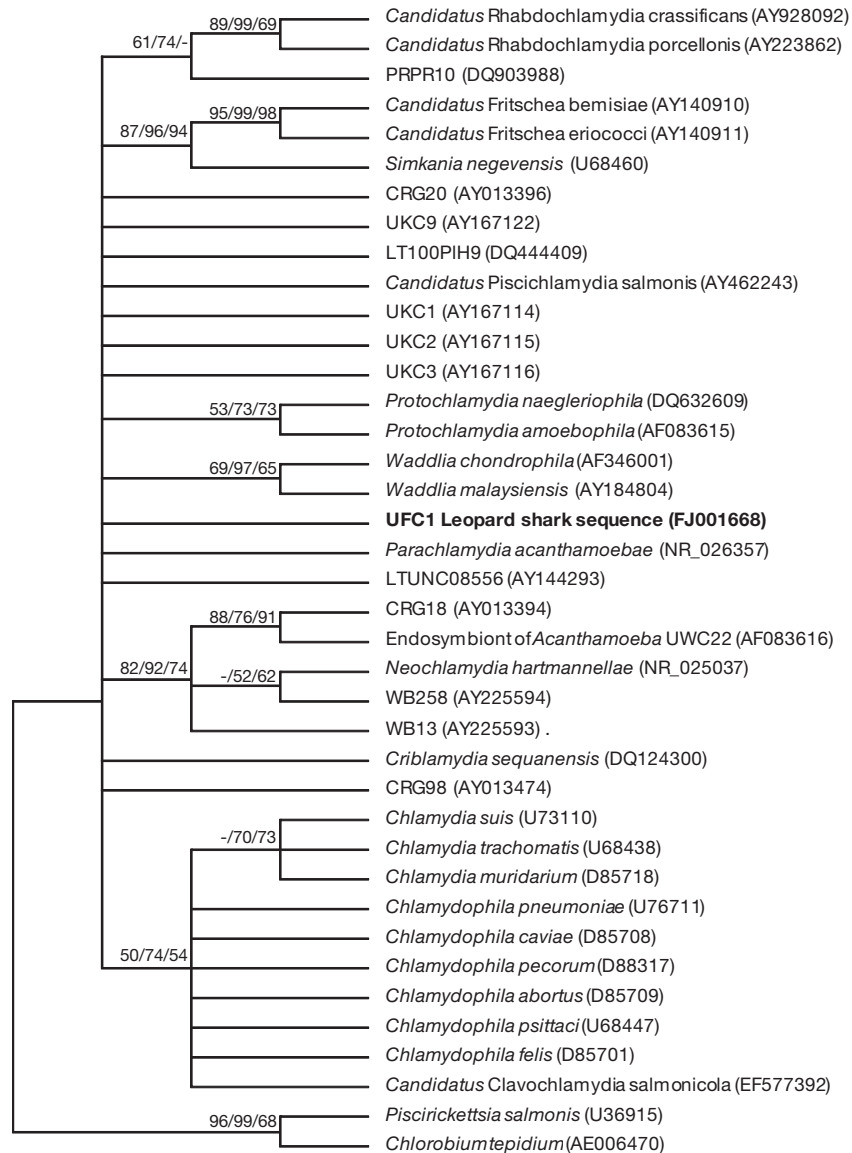 89/99/69
Candidatus Rhabdochlamydia crassificans (AY928092)
61/74/-
Candidatus Rhabdochlamydia porcellonis (AY223862)
PRPR10 (DQ903988)
95/99/98
Candidatus Fritschea bemisiae (AY140910)
87/96/94
Candidatus Fritschea eriococci (AY140911)
Simkania negevensis (U68460)
CRG20 (AY013396)
UKC9 (AY167122)
LT100PIH9 (DQ444409)
Candidatus Piscichlamydia salmonis (AY462243)
UKC1 (AY167114)
UKC2 (AY167115)
UKC3 (AY167116)
53/73/73
Protochlamydia naegleriophila (DQ632609)
Protochlamydia amoebophila (AF083615)
69/97/65
Waddlia chondrophila (AF346001)
Waddlia malaysiensis (AY184804)
UFC1 Leopard shark sequence (FJ001668)
Parachlamydia acanthamoebae (NR_026357)
LTUNC08556 (AY144293)
88/76/91
CRG18 (AY013394)
Endosymbiont of Acanthamoeba UWC22 (AF083616)
82/92/74
-/52/62
Neochlamydia hartmannellae (NR_025037)
WB258 (AY225594)
WB13 (AY225593) .
Criblamydia sequanensis (DQ124300)
CRG98 (AY013474)
Chlamydia suis (U73110)
-/70/73
Chlamydia trachomatis (U68438)
Chlamydia muridarium (D85718)
Chlamydophila pneumoniae (U76711)
Chlamydophila caviae (D85708)
50/74/54
Chlamydophila pecorum (D88317)
Chlamydophila abortus (D85709)
Chlamydophila psittaci (U68447)
Chlamydophila felis (D85701)
Candidatus Clavochlamydia salmonicola (EF577392)
96/99/68
Piscirickettsia salmonis (U36915)
Chlorobium tepidium (AE006470)